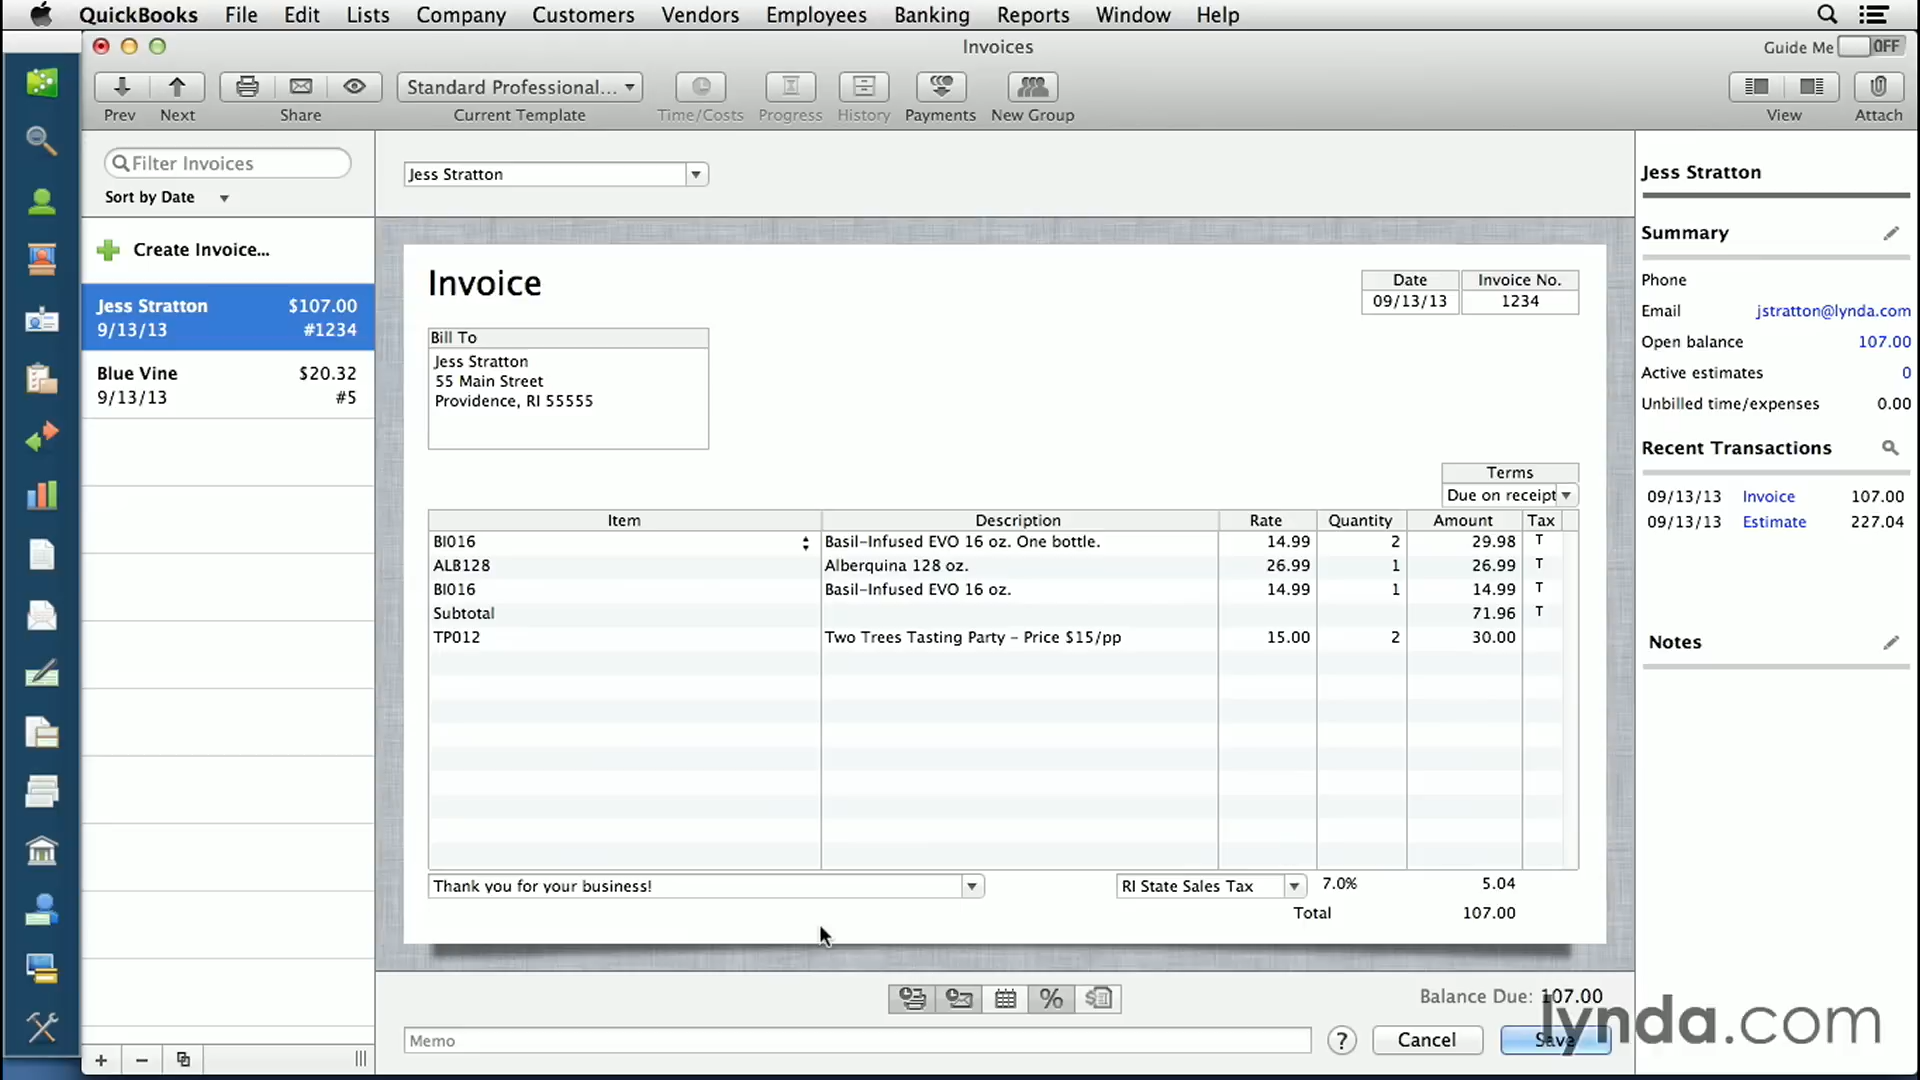 QuickBooks File Edit Lists Company Customers Vendors Employees Banking Reports Window Help
Invoices
Guide Me OFF
Prev Next Share Standard Professional... Current Template Time/Costs Progress History Payments New Group View Attach
Filter Invoices
Sort by Date
Create Invoice...
Jess Stratton $107.00
9/13/13 #1234
Blue Vine $20.32
9/13/13 #5
Jess Stratton
Invoice
Date Invoice No.
09/13/13 1234
Bill To
Jess Stratton
55 Main Street
Providence, RI 55555
Terms
Due on receipt
Item Description Rate Quantity Amount Tax
BI016 Basil-Infused EVO 16 oz. One bottle. 14.99 2 29.98 T
ALB128 Alberquina 128 oz. 26.99 1 26.99 T
BI016 Basil-Infused EVO 16 oz. 14.99 1 14.99 T
Subtotal 71.96 T
TP012 Two Trees Tasting Party - Price $15/pp 15.00 2 30.00
Thank you for your business! RI State Sales Tax 7.0% 5.04
Total 107.00
Balance Due: 107.00
Memo ? Cancel Save
Jess Stratton
Summary
Phone
Email jstratton@lynda.com
Open balance 107.00
Active estimates 0
Unbilled time/expenses 0.00
Recent Transactions
09/13/13 Invoice 107.00
09/13/13 Estimate 227.04
Notes
lynda.com